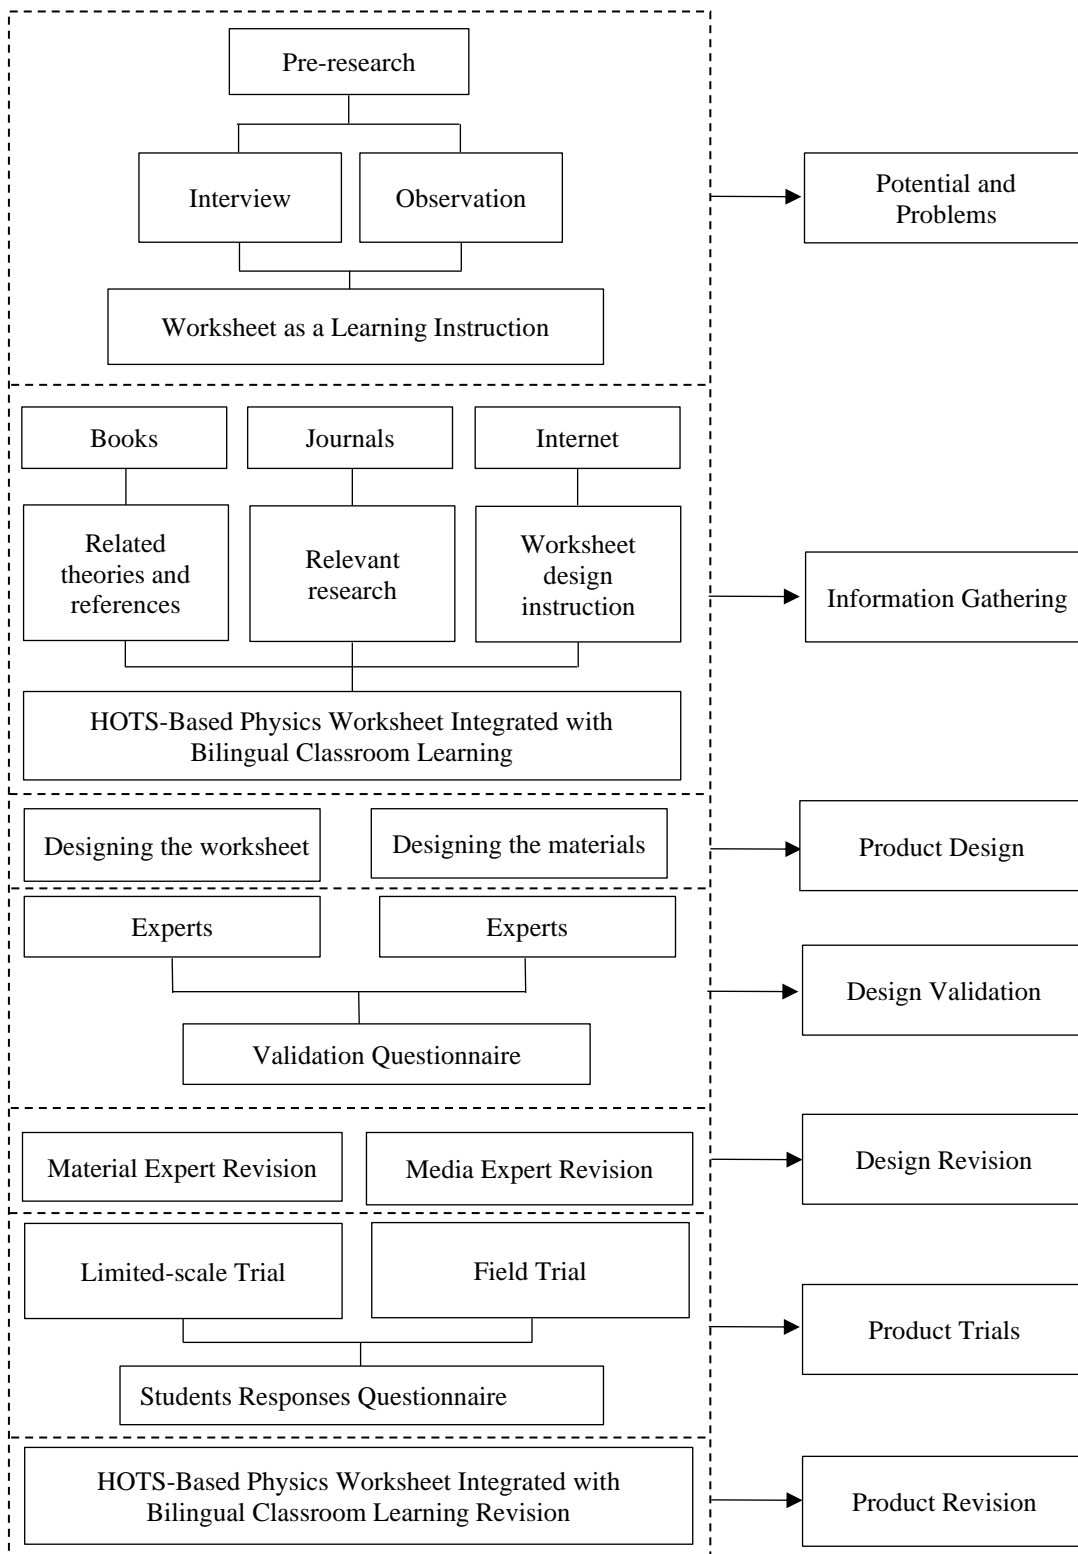 Pre-research
Interview
Observation
Worksheet as a Learning Instruction
Potential and
Problems
Books
Journals
Internet
Related
theories and
references
Relevant
research
Worksheet
design
instruction
HOTS-Based Physics Worksheet Integrated with
Bilingual Classroom Learning
Information Gathering
Designing the worksheet
Designing the materials
Product Design
Experts
Experts
Validation Questionnaire
Design Validation
Material Expert Revision
Media Expert Revision
Design Revision
Limited-scale Trial
Field Trial
Students Responses Questionnaire
Product Trials
HOTS-Based Physics Worksheet Integrated with
Bilingual Classroom Learning Revision
Product Revision